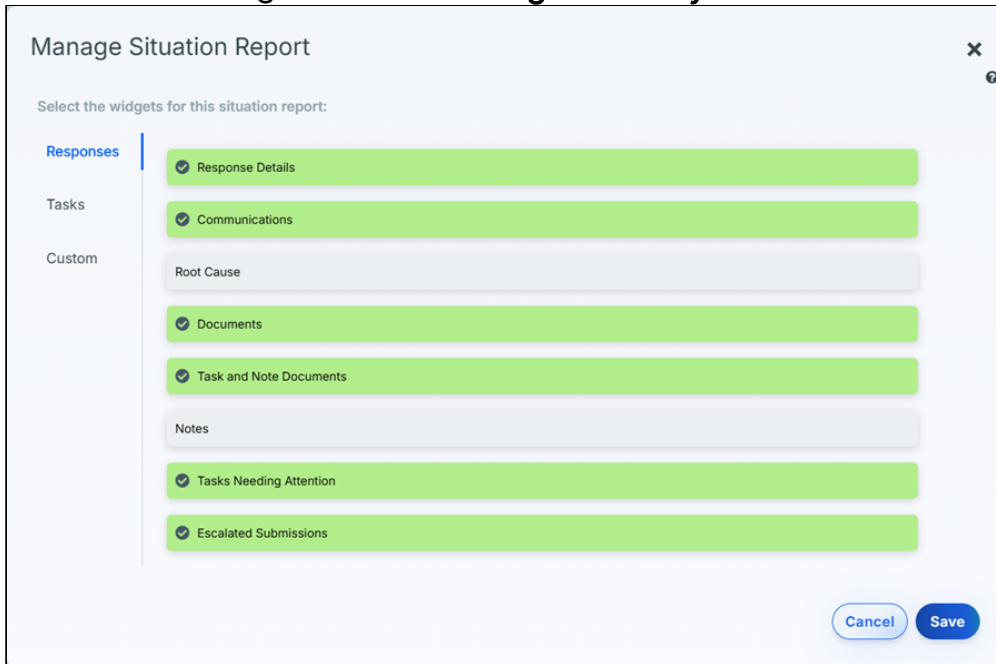 Manage Situation Report
Select the widgets for this situation report:
Responses
Response Details
Tasks
Communications
Custom
Root Cause
Documents
Task and Note Documents
Notes
Tasks Needing Attention
Escalated Submissions
Cancel
Save